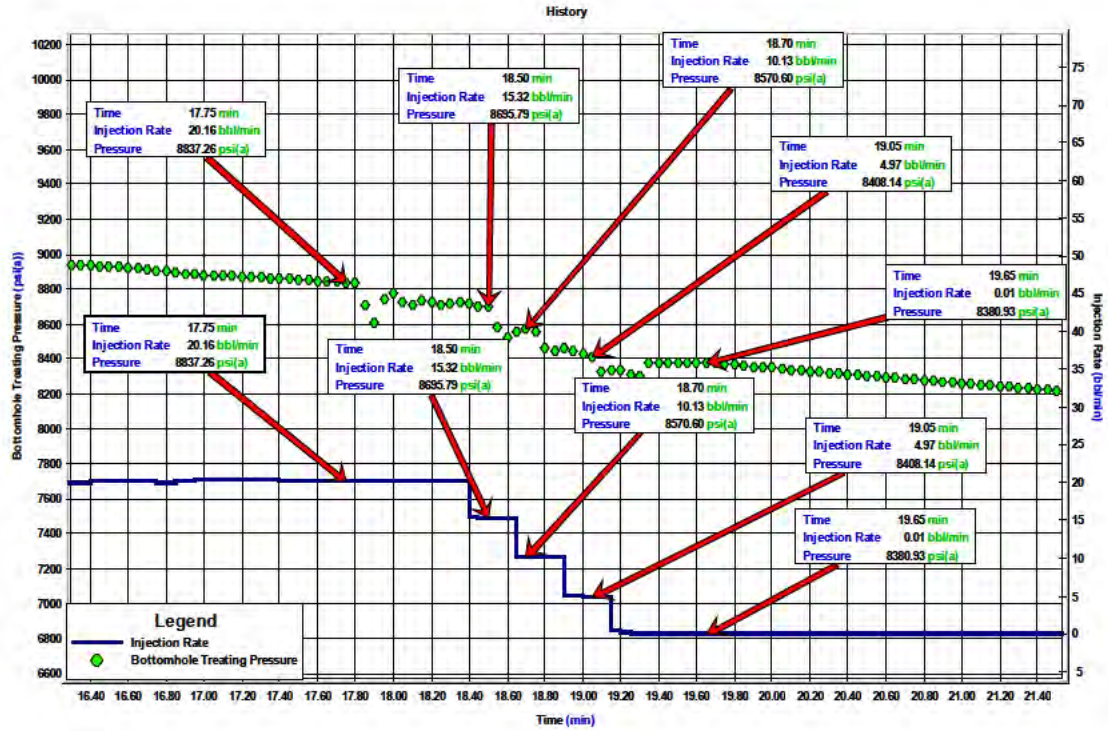 History
10200
10000
9800
9600
9400
9200
9000
8800
8600
8400
8200
8000
7800
7600
7400
7200
7000
6800
6600
Bottomhole Treating Pressure (psi(a))
Time 17.75 min
Injection Rate 20.16 bbl/min
Pressure 8837.26 psi(a)
Time 18.50 min
Injection Rate 15.32 bbl/min
Pressure 8695.79 psi(a)
Time 18.70 min
Injection Rate 10.13 bbl/min
Pressure 8570.60 psi(a)
Time 19.05 min
Injection Rate 4.97 bbl/min
Pressure 8408.14 psi(a)
Time 19.65 min
Injection Rate 0.01 bbl/min
Pressure 8380.93 psi(a)
Time 17.75 min
Injection Rate 20.16 bbl/min
Pressure 8837.26 psi(a)
Time 18.50 min
Injection Rate 15.32 bbl/min
Pressure 8695.79 psi(a)
Time 18.70 min
Injection Rate 10.13 bbl/min
Pressure 8570.60 psi(a)
Time 19.05 min
Injection Rate 4.97 bbl/min
Pressure 8408.14 psi(a)
Time 19.65 min
Injection Rate 0.01 bbl/min
Pressure 8380.93 psi(a)
75
70
65
60
55
50
45
40
35
30
25
20
15
10
5
0
5
Injection Rate (bbl/min)
Legend
Injection Rate
Bottomhole Treating Pressure
16.40 16.60 16.80 17.00 17.20 17.40 17.60 17.80 18.00 18.20 18.40 18.60 18.80 19.00 19.20 19.40 19.60 19.80 20.00 20.20 20.40 20.60 20.80 21.00 21.20 21.40
Time (min)